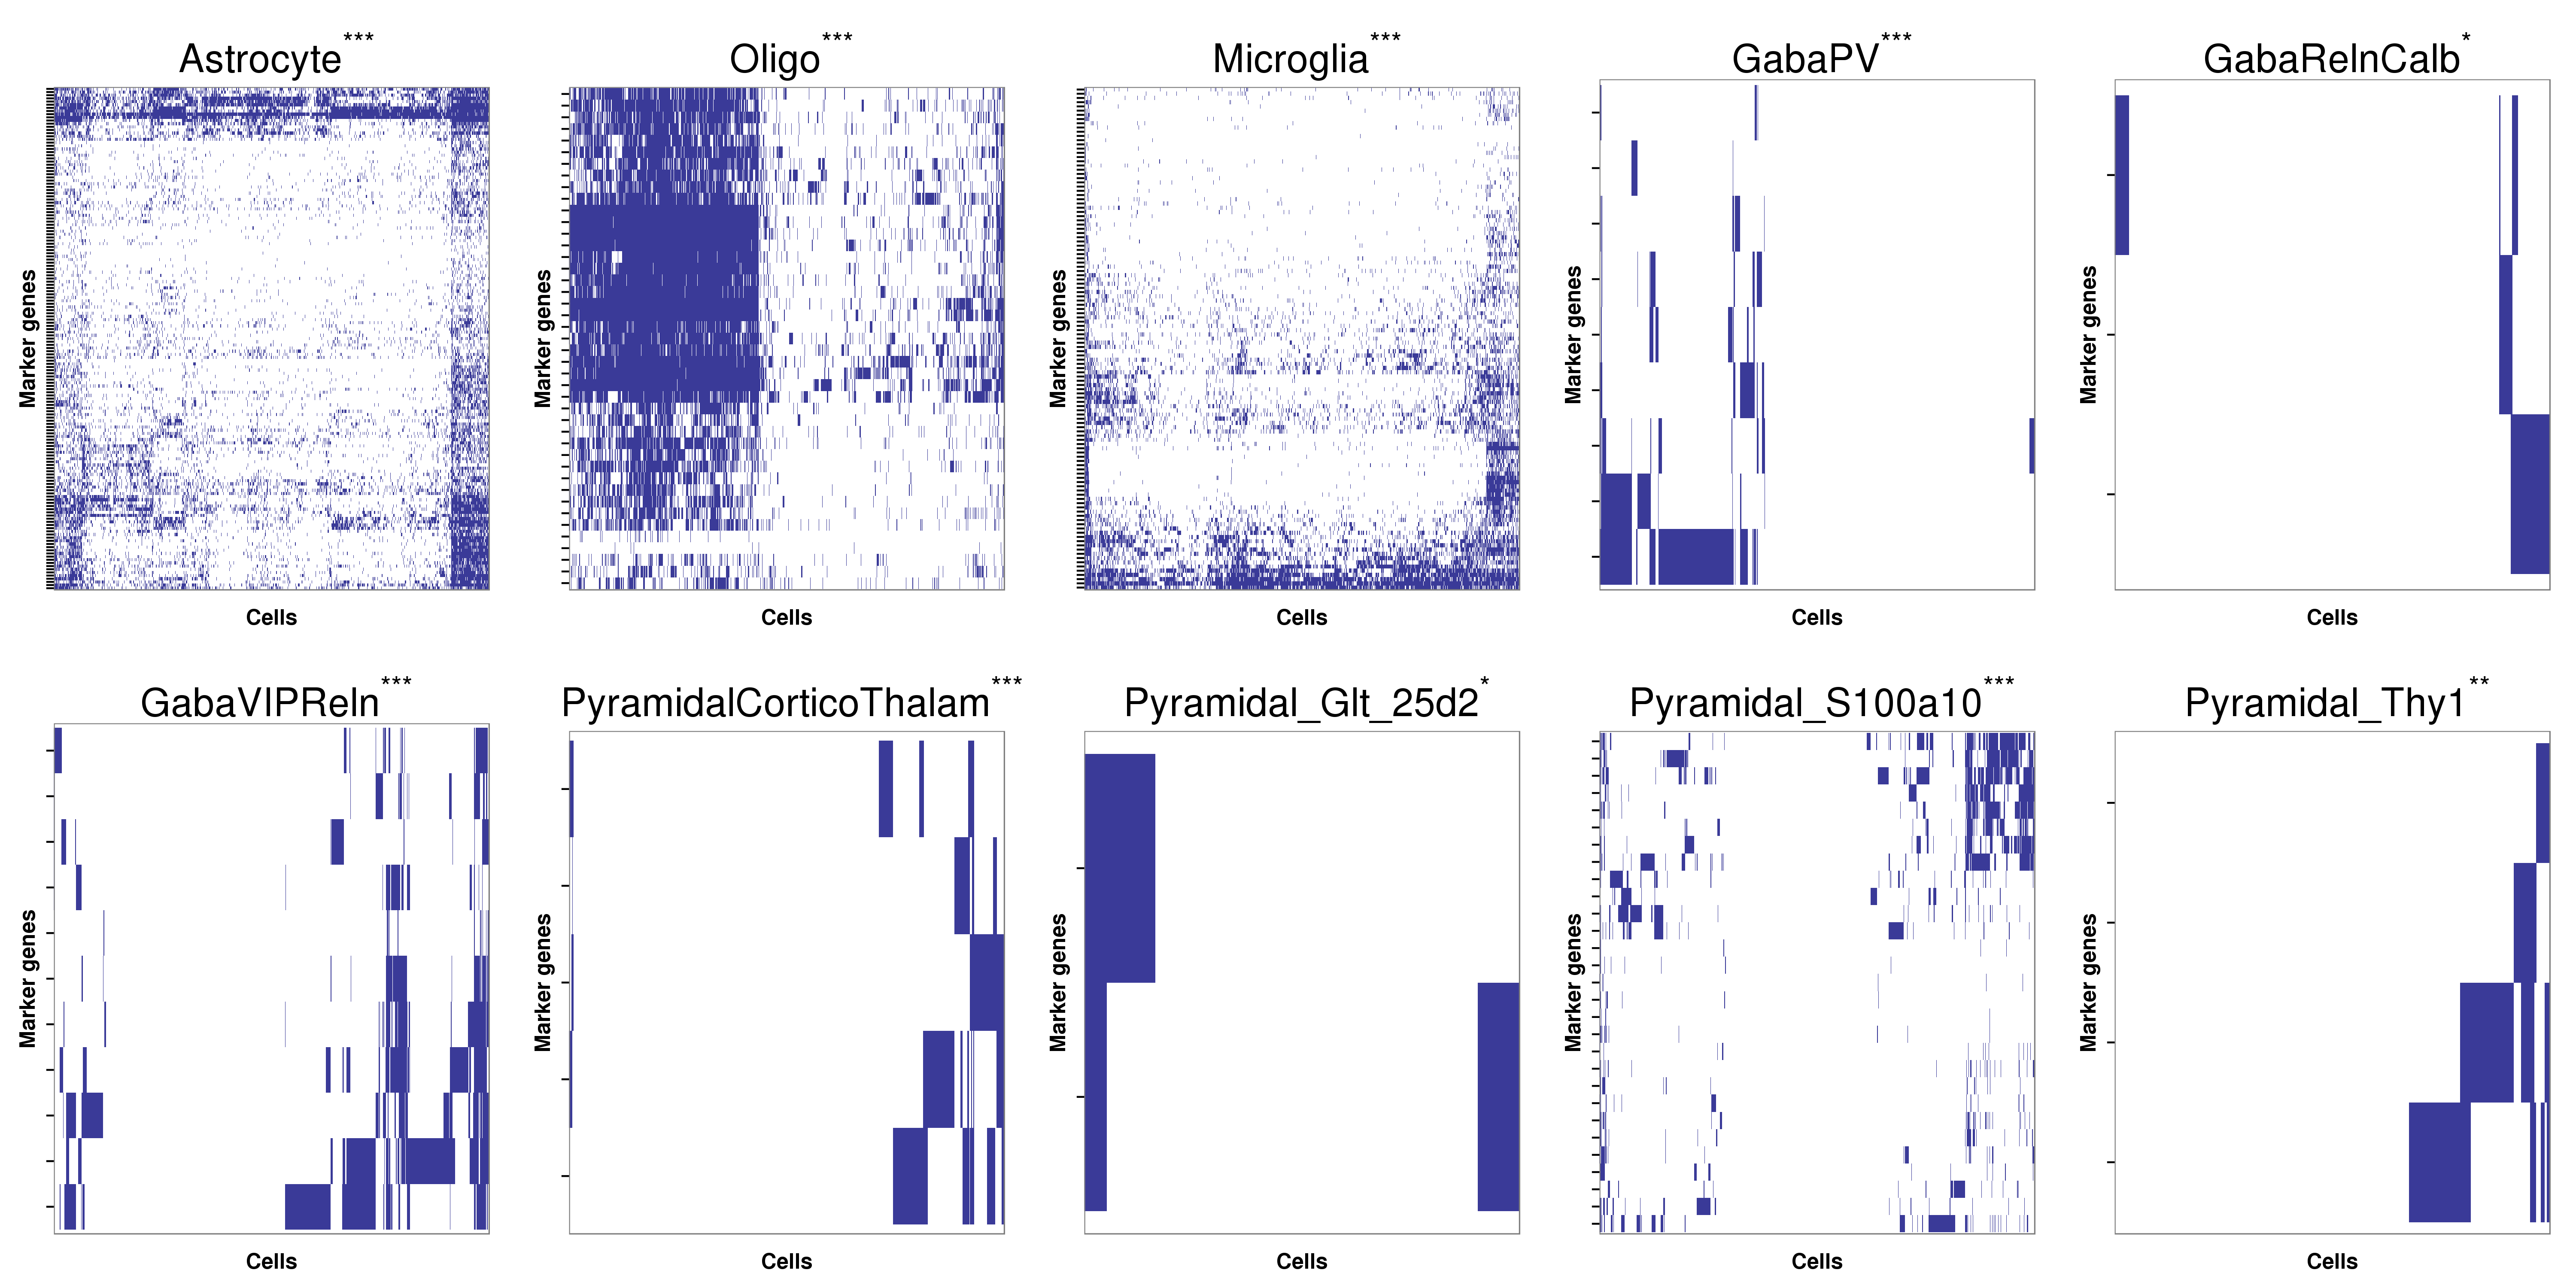 Astrocyte***
Oligo***
Microglia***
GabaPV***
GabaRelnCalb*
Marker genes
Marker genes
Marker genes
Marker genes
Marker genes
Cells
Cells
Cells
Cells
Cells
GabaVIPReln***
PyramidalCorticoThalam***
Pyramidal_Glt_25d2*
Pyramidal_S100a10***
Pyramidal_Thy1**
Marker genes
Marker genes
Marker genes
Marker genes
Marker genes
Cells
Cells
Cells
Cells
Cells